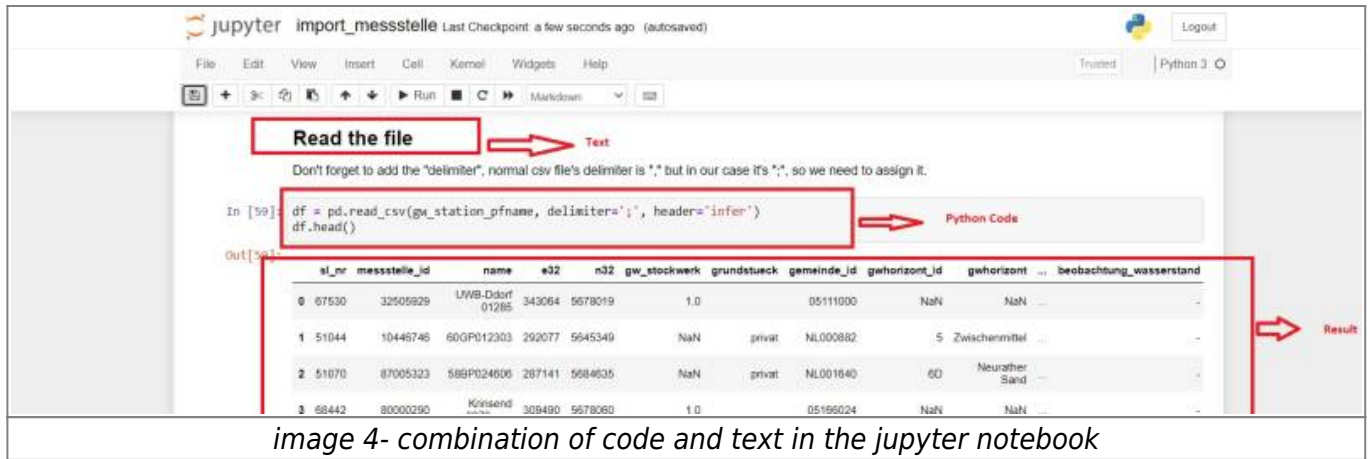 jupyter import_messstelle Last Checkpoint: a few seconds ago (autosaved)
Logout
File Edit View Insert Cell Kernel Widgets Help
Trusted Python 3
Run Markdown
Read the file
Text
Don't forget to add the "delimiter", normal csv file's delimiter is "," but in our case it's ";", so we need to assign it.
In [59]: df = pd.read_csv(gw_station_pfname, delimiter=';', header='infer')
df.head()
Python Code
Out[59]:
sl_nr messstelle_id name e32 n32 gw_stockwerk grundstueck gemeinde_id gwhorizont_id gwhorizont ... beobachtung_wasserstand
0 67530 32505929 UWB-Ddorf 01285 343064 5678019 1.0 05111000 NaN NaN ... -
1 51044 10446746 60GP012303 292077 5645349 NaN privat NL000882 5 Zwischenmittel ... -
2 51070 87005323 58BP024606 287141 5684635 NaN privat NL001640 6D Neurather Sand ... -
3 68442 80000290 Krinsend 309490 5678060 1.0 05166024 NaN NaN ... -
Result
image 4- combination of code and text in the jupyter notebook